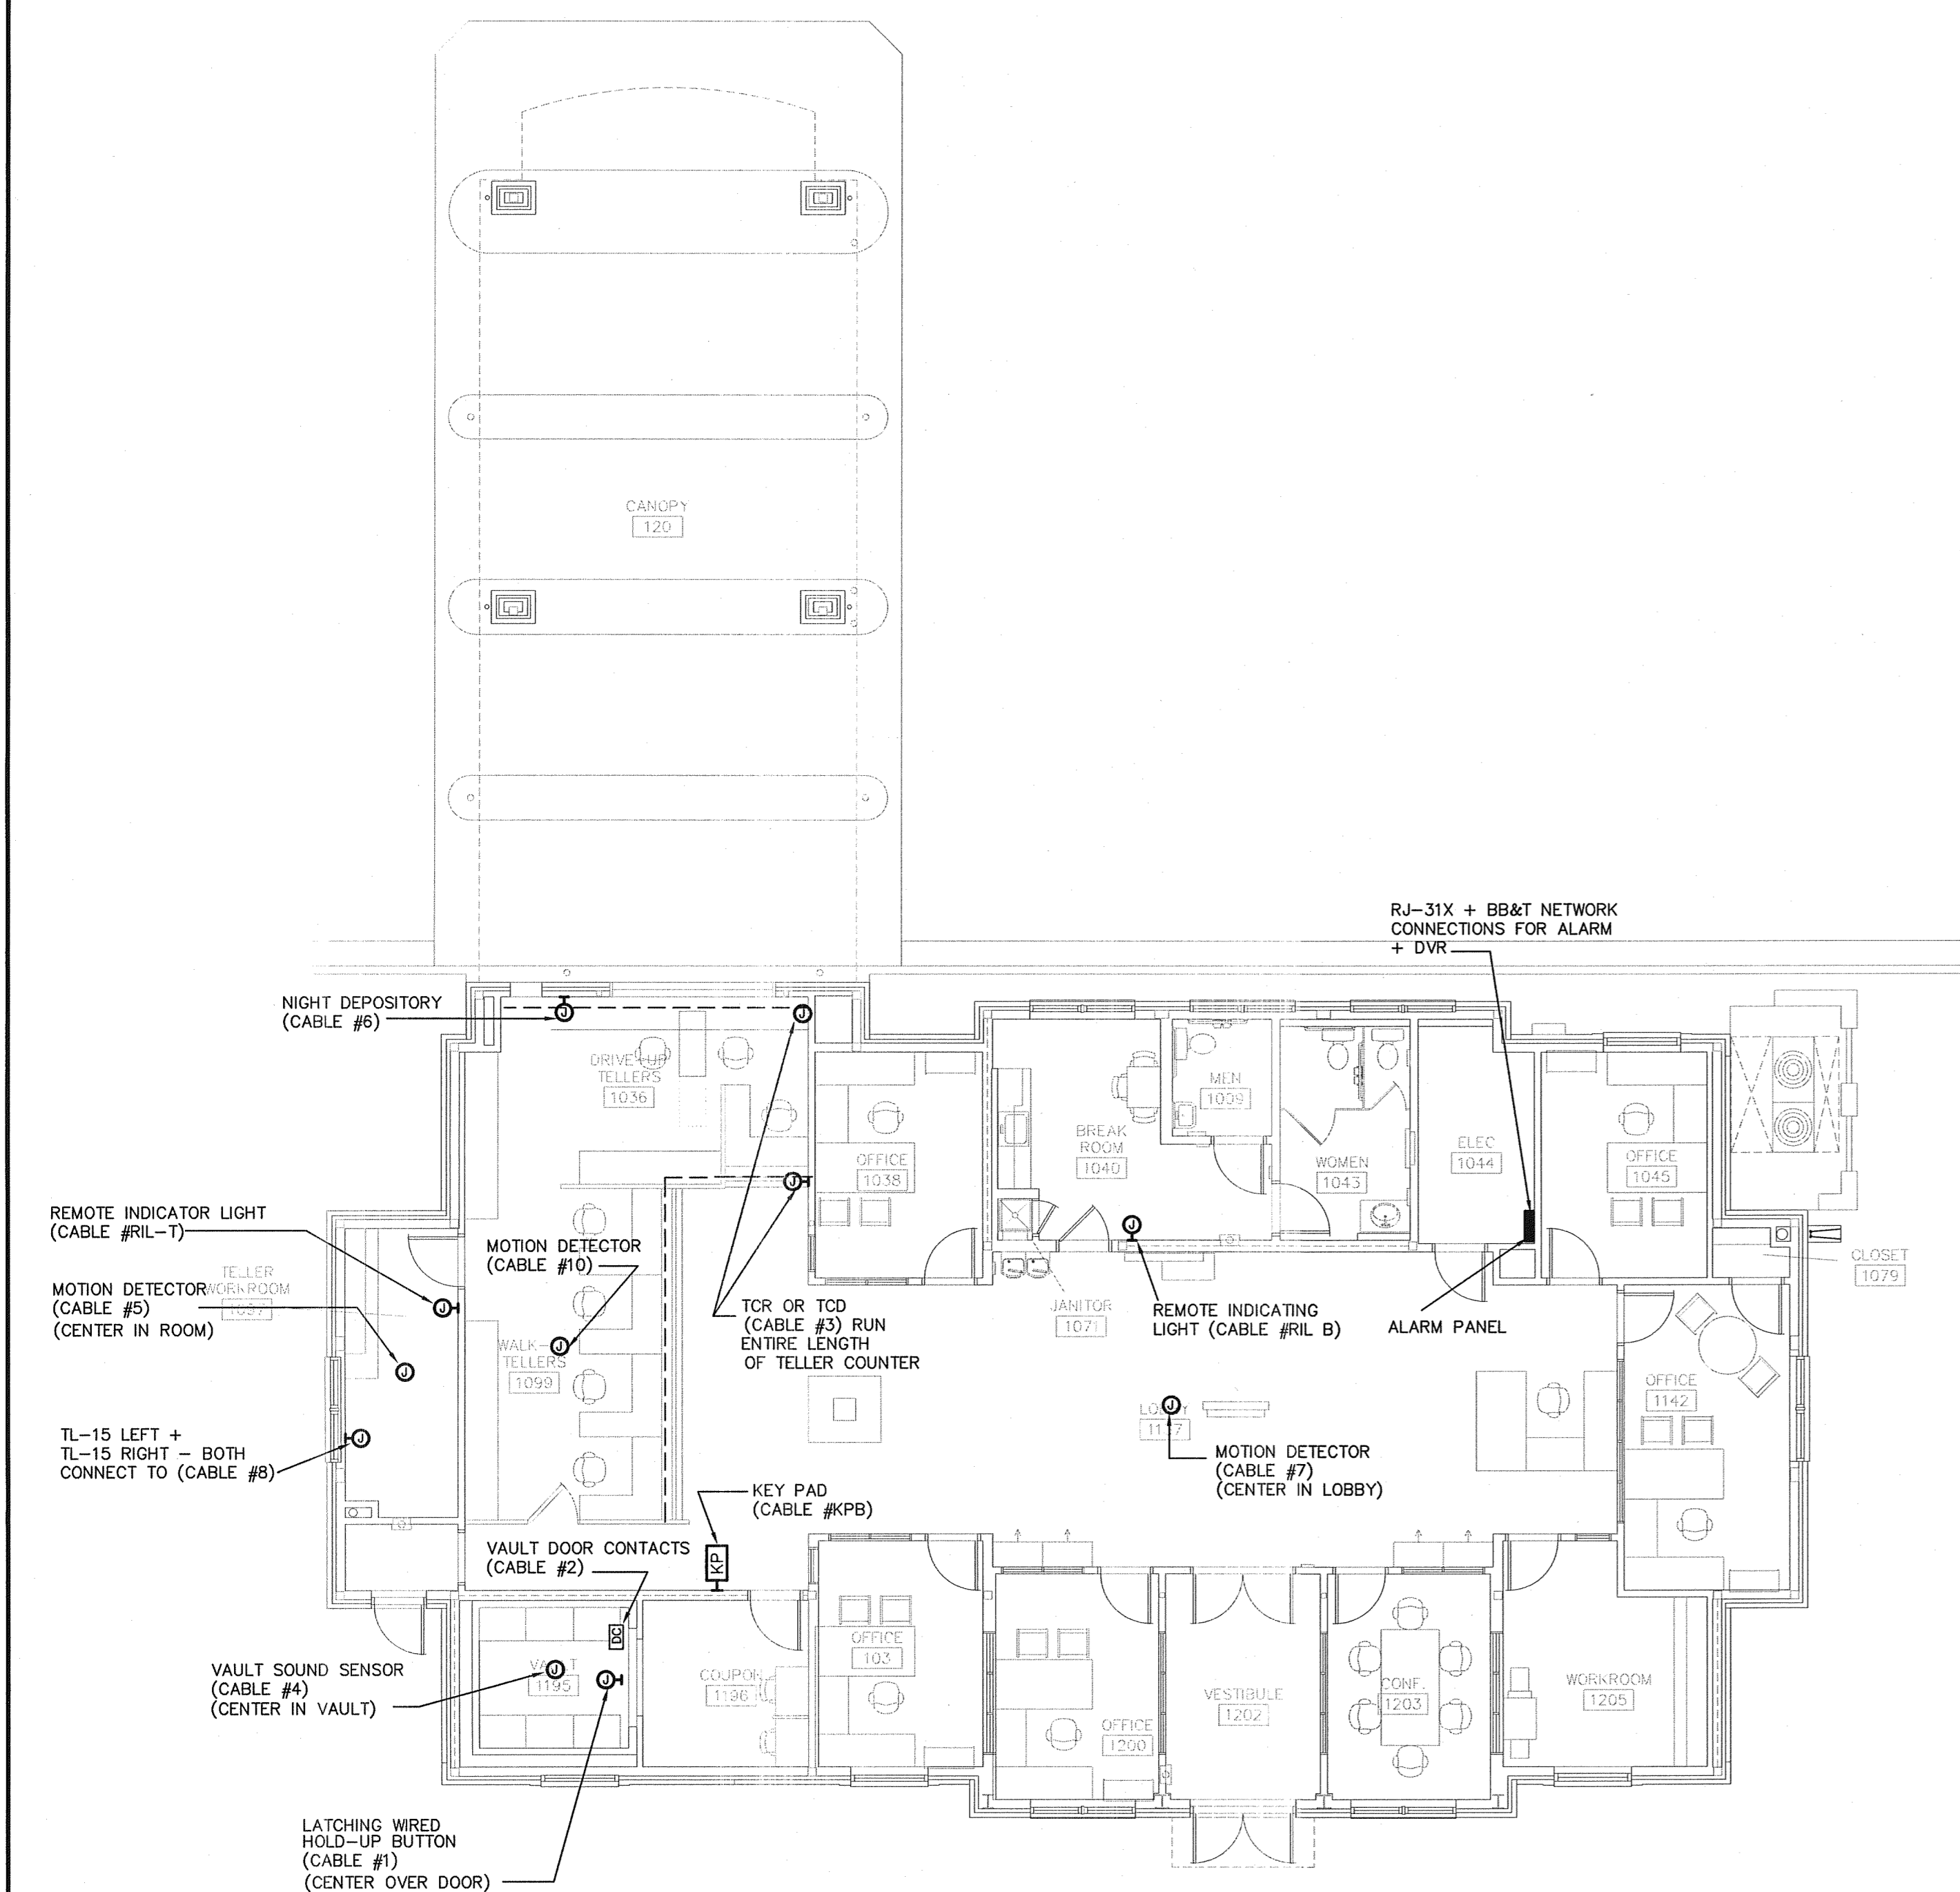 CANOPY
120
RJ-31X + BB&T NETWORK
CONNECTIONS FOR ALARM
+ DVR
NIGHT DEPOSITORY
(CABLE #6)
J
J
DRIVE-UP
TELLERS
1036
MEN
1009
BREAK
ROOM
1040
ELEC
1044
OFFICE
1038
WOMEN
1043
OFFICE
1045
J
REMOTE INDICATOR LIGHT
(CABLE #RIL-T)
J
MOTION DETECTOR
(CABLE #10)
CLOSET
1079
TELLER
WORKROOM
MOTION DETECTOR
(CABLE #5)
(CENTER IN ROOM)
J
TCR OR TCD
(CABLE #3) RUN
ENTIRE LENGTH
OF TELLER COUNTER
JANITOR
1071
REMOTE INDICATING
LIGHT (CABLE #RIL B)
ALARM PANEL
J
WALK-
TELLERS
1099
J
OFFICE
1142
J
J
TL-15 LEFT +
TL-15 RIGHT - BOTH
CONNECT TO (CABLE #8)
J
MOTION DETECTOR
(CABLE #7)
(CENTER IN LOBBY)
KEY PAD
(CABLE #KPB)
KP
VAULT DOOR CONTACTS
(CABLE #2)
DC
OFFICE
103
VAULT SOUND SENSOR
(CABLE #4)
(CENTER IN VAULT)
J
1195
J
COUPON
1196
VESTIBULE
1202
CONF.
1203
WORKROOM
1205
OFFICE
1200
LATCHING WIRED
HOLD-UP BUTTON
(CABLE #1)
(CENTER OVER DOOR)